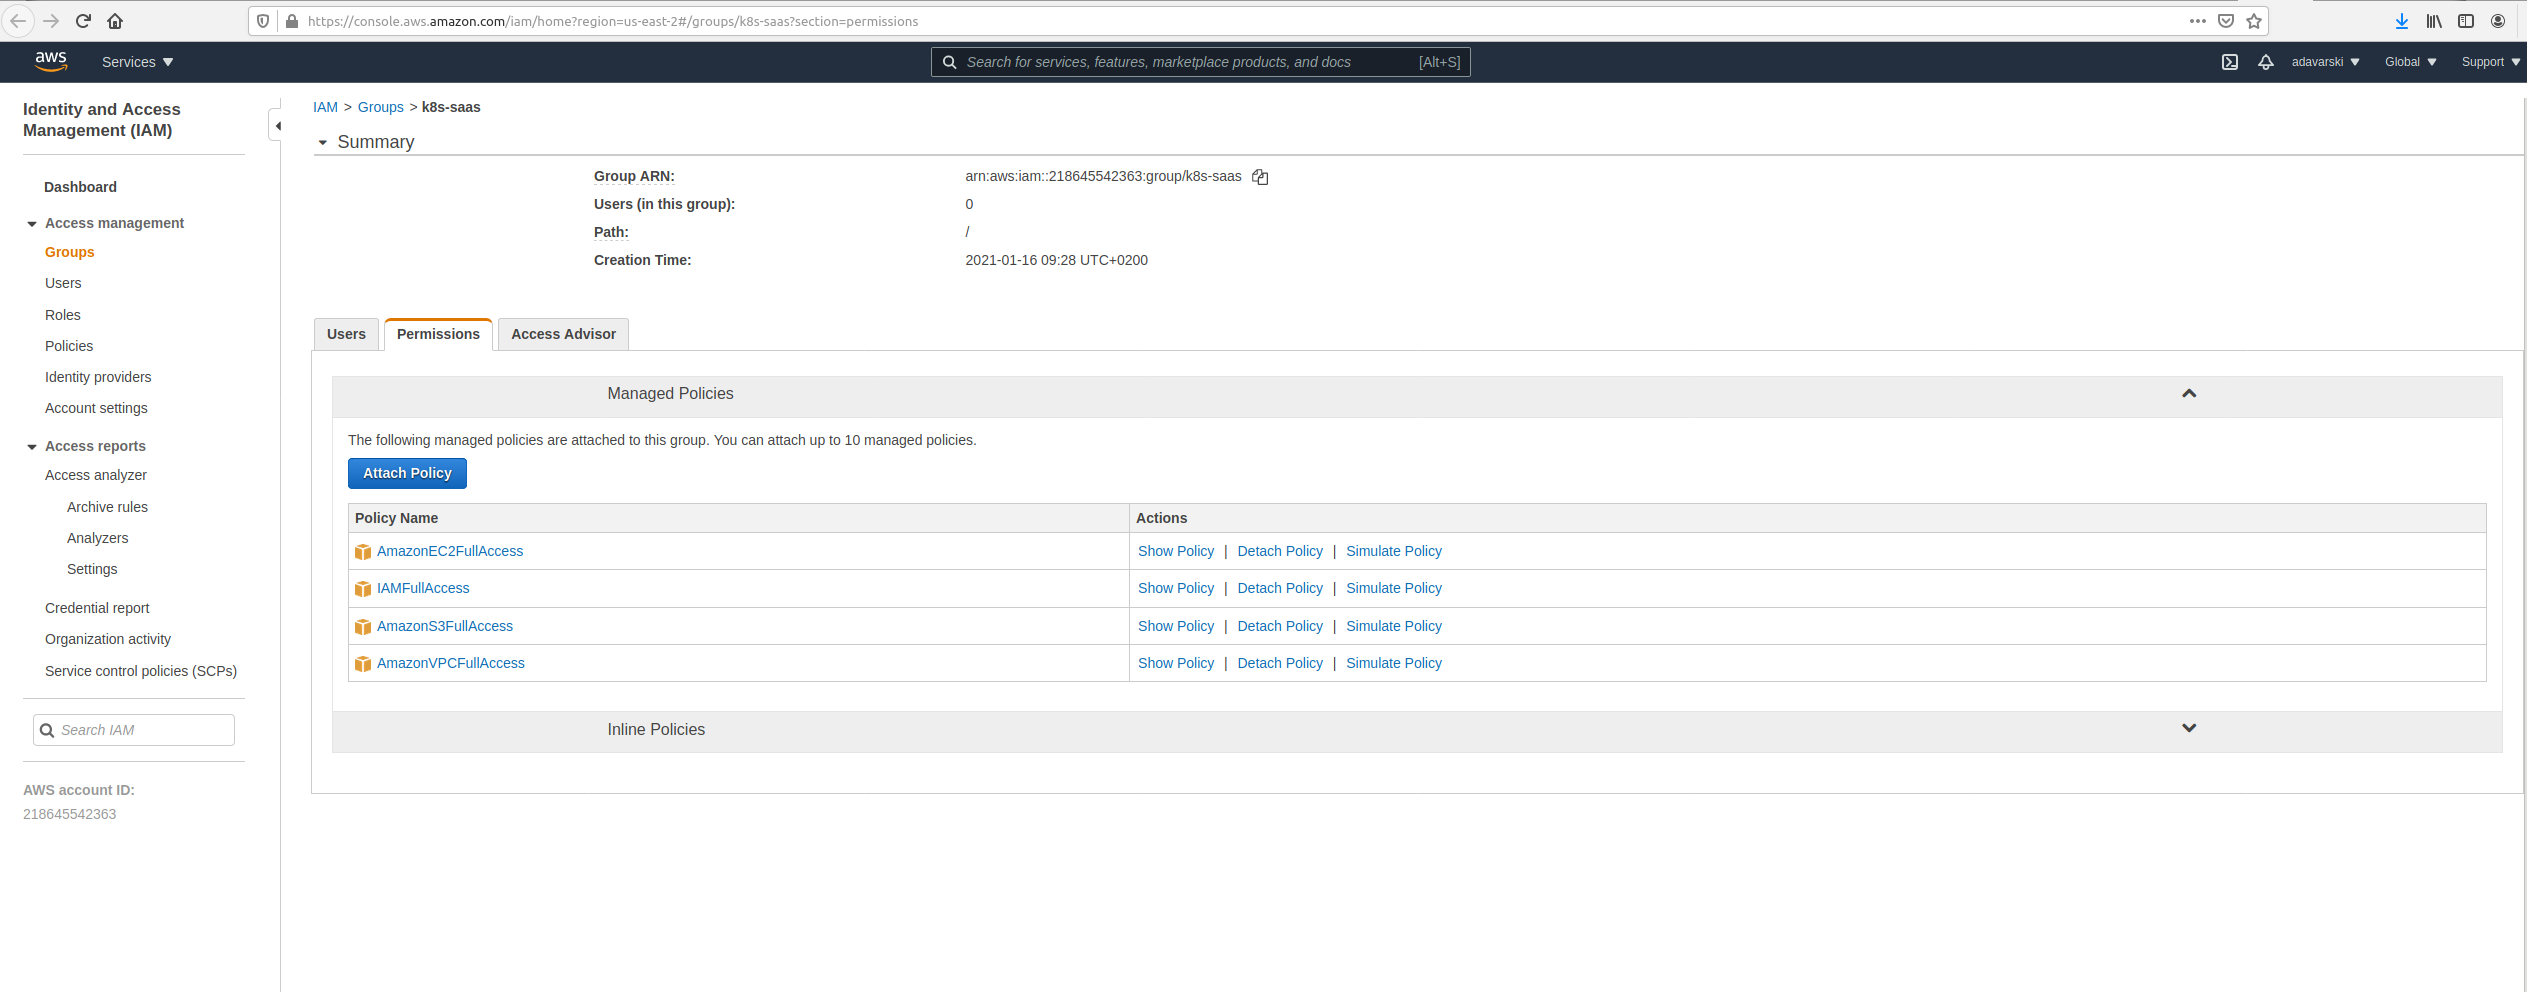 https://console.aws.amazon.com/iam/home?region=us-east-2#/groups/k8s-saas?section=permissions
aws
Services
Search for services, features, marketplace products, and docs
[Alt+S]
adavarski
Global
Support
Identity and Access
Management (IAM)
Dashboard
Access management
Groups
Users
Roles
Policies
Identity providers
Account settings
Access reports
Access analyzer
Archive rules
Analyzers
Settings
Credential report
Organization activity
Service control policies (SCPs)
Search IAM
AWS account ID:
218645542363
IAM > Groups > k8s-saas
Summary
Group ARN: arn:aws:iam::218645542363:group/k8s-saas
Users (in this group): 0
Path: /
Creation Time: 2021-01-16 09:28 UTC+0200
Users
Permissions
Access Advisor
Managed Policies
The following managed policies are attached to this group. You can attach up to 10 managed policies.
Attach Policy
Policy Name Actions
AmazonEC2FullAccess Show Policy | Detach Policy | Simulate Policy
IAMFullAccess Show Policy | Detach Policy | Simulate Policy
AmazonS3FullAccess Show Policy | Detach Policy | Simulate Policy
AmazonVPCFullAccess Show Policy | Detach Policy | Simulate Policy
Inline Policies